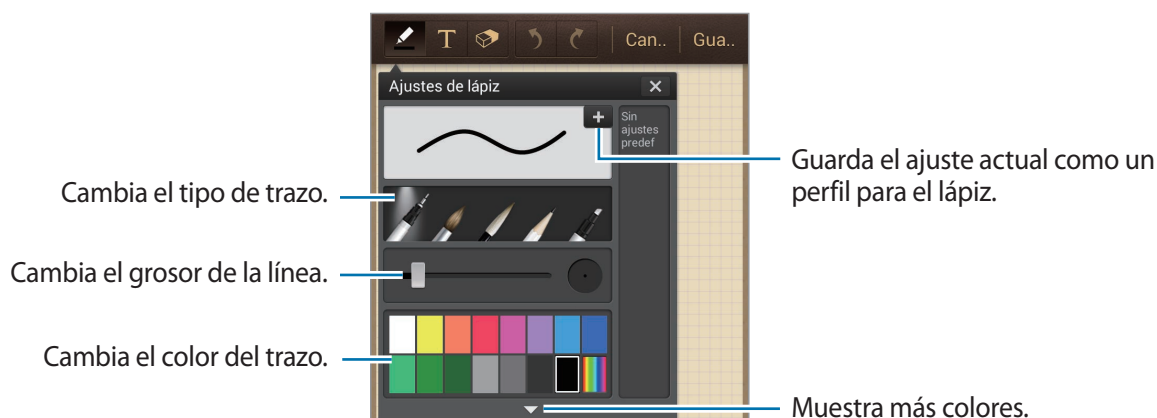 T Can.. Gua..
Ajustes de lápiz
Sin
ajustes
predef
Guarda el ajuste actual como un
perfil para el lápiz.
Cambia el tipo de trazo.
Cambia el grosor de la línea.
Cambia el color del trazo.
Muestra más colores.